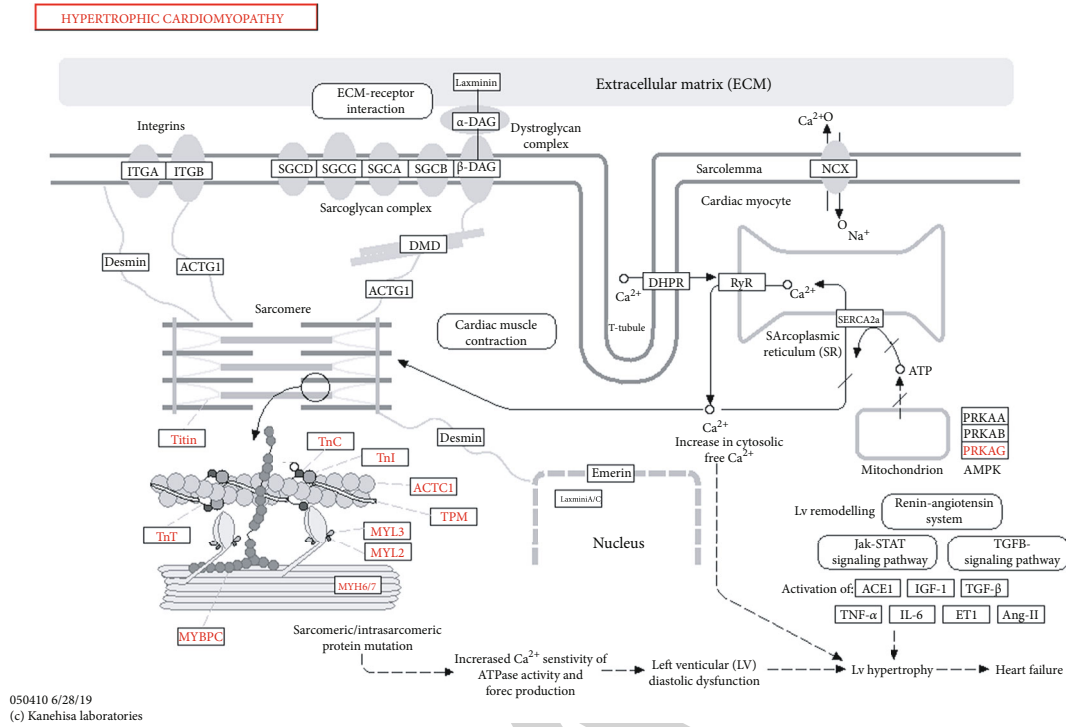 HYPERTROPHIC CARDIOMYOPATHY
Extracellular matrix (ECM)
ECM-receptor
interaction
Laxminin
α-DAG
Dystroglycan
complex
Integrins
ITGA
ITGB
SGCD
SGCG
SGCA
SGCB
β-DAG
Sarcoglycan complex
Sarcolemma
Cardiac myocyte
Ca²⁺O
NCX
Na⁺
Desmin
ACTG1
DMD
ACTG1
Sarcomere
Cardiac muscle
contraction
Ca²⁺
DHPR
RyR
Ca²⁺
T-tubule
SERCA2a
SArcoplasmic
reticulum (SR)
ATP
Mitochondrion
PRKAA
PRKAB
PRKAG
AMPK
Ca²⁺
Increase in cytosolic
free Ca²⁺
Titin
TnC
TnI
ACTC1
TPM
TnT
MYL3
MYL2
MYH6/7
MYBPC
Desmin
Emerin
LaxminiA/C
Nucleus
Lv remodelling
Renin-angiotensin
system
Jak-STAT
signaling pathway
TGFB-
signaling pathway
Activation of:
ACE1
IGF-1
TGF-β
TNF-α
IL-6
ET1
Ang-II
Sarcomeric/intrasarcomeric
protein mutation
Increrased Ca²⁺ senstivity of
ATPase activity and
forec production
Left venticular (LV)
diastolic dysfunction
Lv hypertrophy
Heart failure
050410 6/28/19
(c) Kanehisa laboratories